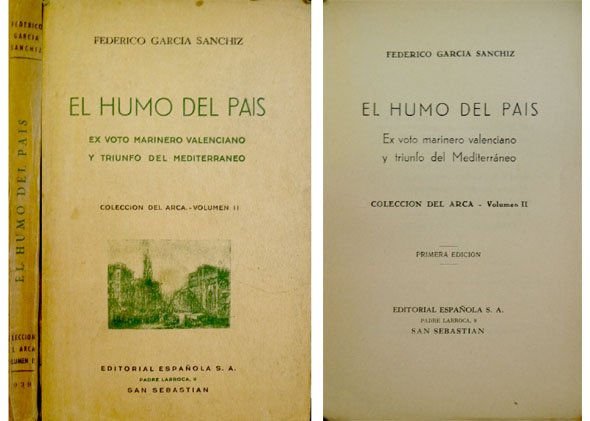 FEDERICO
GARCIA
SANCHIZ
EL HUMO DEL PAIS
FEDERICO GARCIA SANCHIZ
EL HUMO DEL PAIS
EX VOTO MARINERO VALENCIANO
Y TRIUNFO DEL MEDITERRANEO
COLECCION DEL ARCA.-VOLUMEN II
EDITORIAL ESPAÑOLA S. A.
PADRE LARROCA, 8
SAN SEBASTIAN
FEDERICO GARCIA SANCHIZ
EL HUMO DEL PAIS
Ex voto marinero valenciano
y triunfo del Mediterráneo
COLECCION DEL ARCA - Volumen II
PRIMERA EDICION
EDITORIAL ESPAÑOLA S. A.
PADRE LARROCA, 8
SAN SEBASTIAN